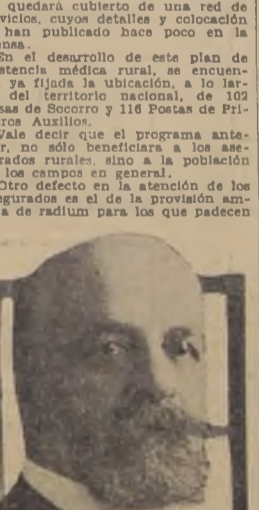 quedará cubierto de una red de
vicios, cuyos detalles y colocación
han publicado hace poco en la
ensa.
En el desarrollo de este plan de
stencia médica rural, se encuen-
ya fijada la ubicación, a lo lar-
del territorio nacional, de 102
sas de Socorro y 116 Postas de Pri-
ros Auxilios.
Vale decir que el programa ante-
r, no sólo beneficiara a los ase-
rados rurales, sino a la población
los campos en general.
Otro defecto en la atención de los
egurados es el de la provisión am-
a de radium para los que padecen